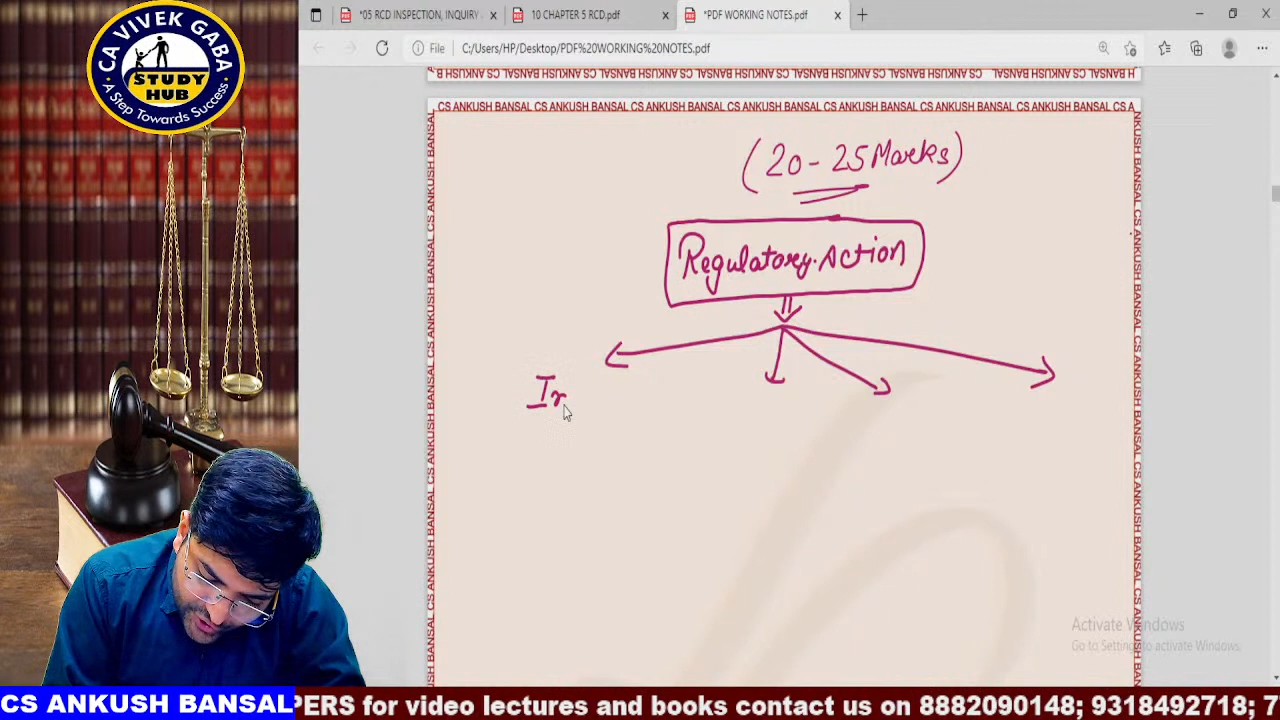 CA VIVEK GABA
STUDY
HUB
A Step Towards Success
*05 RCD INSPECTION, INQUIRY
10 CHAPTER 5 RCD.pdf
*PDF WORKING NOTES.pdf
File
C:/Users/HP/Desktop/PDF%20WORKING%20NOTES.pdf
CS ANKUSH BANSAL CS ANKUSH BANSAL CS ANKUSH BANSAL CS ANKUSH BANSAL CS ANKUSH BANSAL CS ANKUSH BANSAL CS A
(20-25 Marks)
Regulatory Action
In
Activate Windows
Go to Settings to activate Windows.
CS ANKUSH BANSAL
PERS for video lectures and books contact us on 8882090148; 9318492718; 7